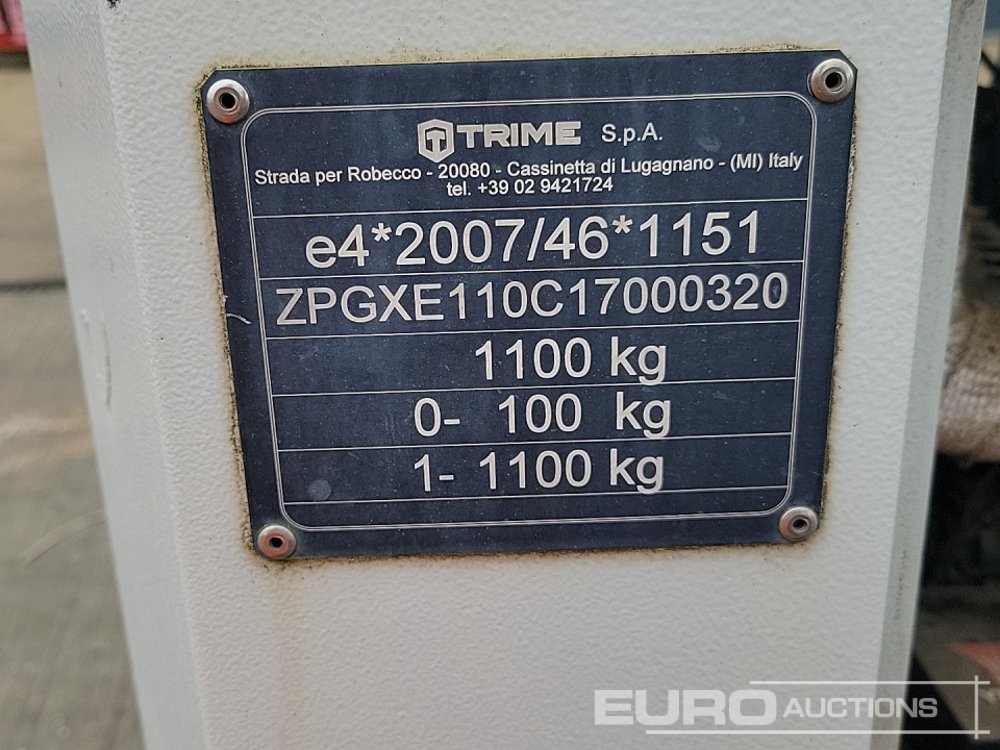 TRIME S.p.A.
Strada per Robecco - 20080 - Cassinetta di Lugagnano - (MI) Italy
tel. +39 02 9421724
e4*2007/46*1151
ZPGXE110C17000320
1100 kg
0- 100 kg
1- 1100 kg
EURO AUCTIONS